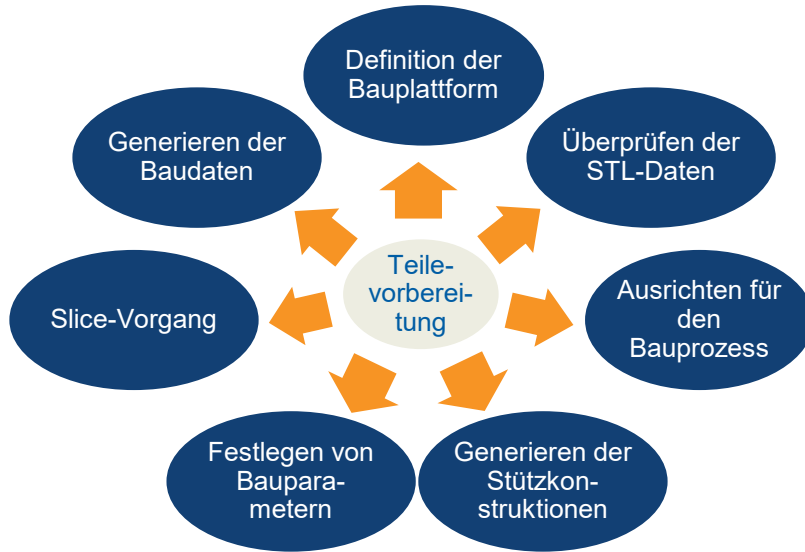 Definition der
Bauplattform
Überprüfen der
STL-Daten
Ausrichten für
den
Bauprozess
Generieren der
Stützkon-
struktionen
Festlegen von
Baupara-
metern
Slice-Vorgang
Generieren der
Baudaten
Teile-
vorberei-
tung